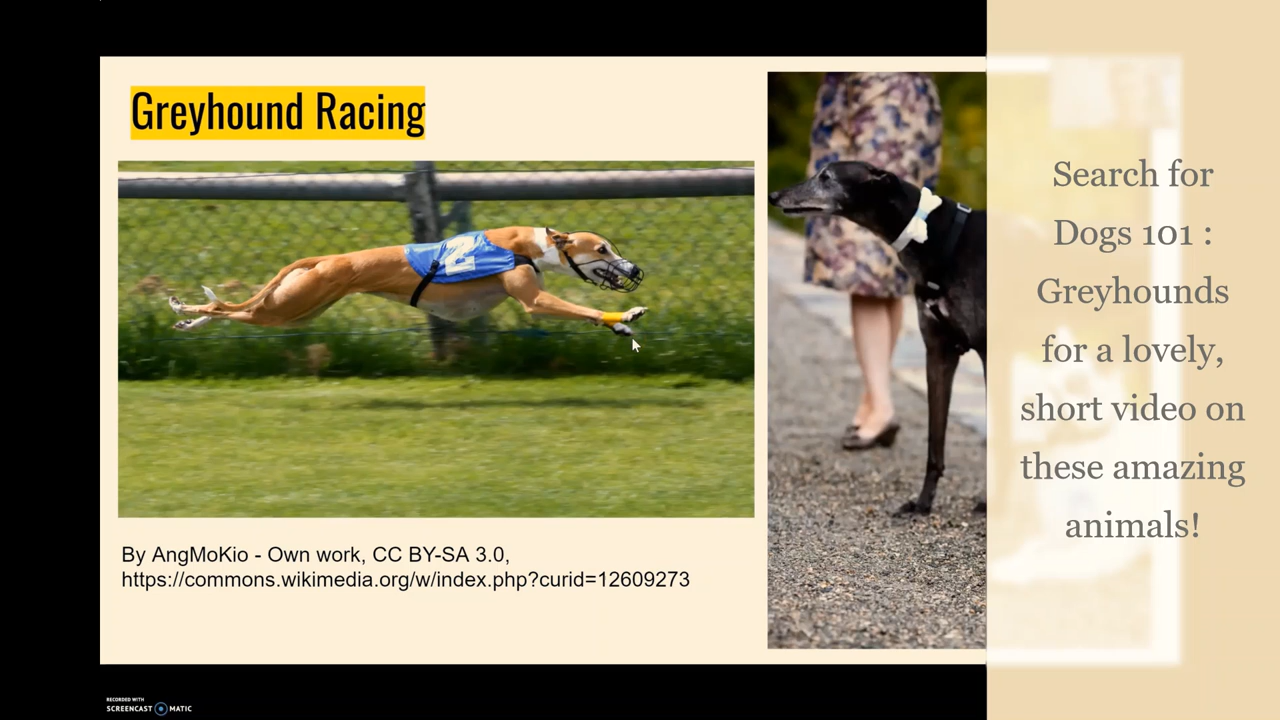 Greyhound Racing
2
By AngMoKio - Own work, CC BY-SA 3.0,
https://commons.wikimedia.org/w/index.php?curid=12609273
Search for
Dogs 101 :
Greyhounds
for a lovely,
short video on
these amazing
animals!
RECORDED WITH
SCREENCAST MATIC